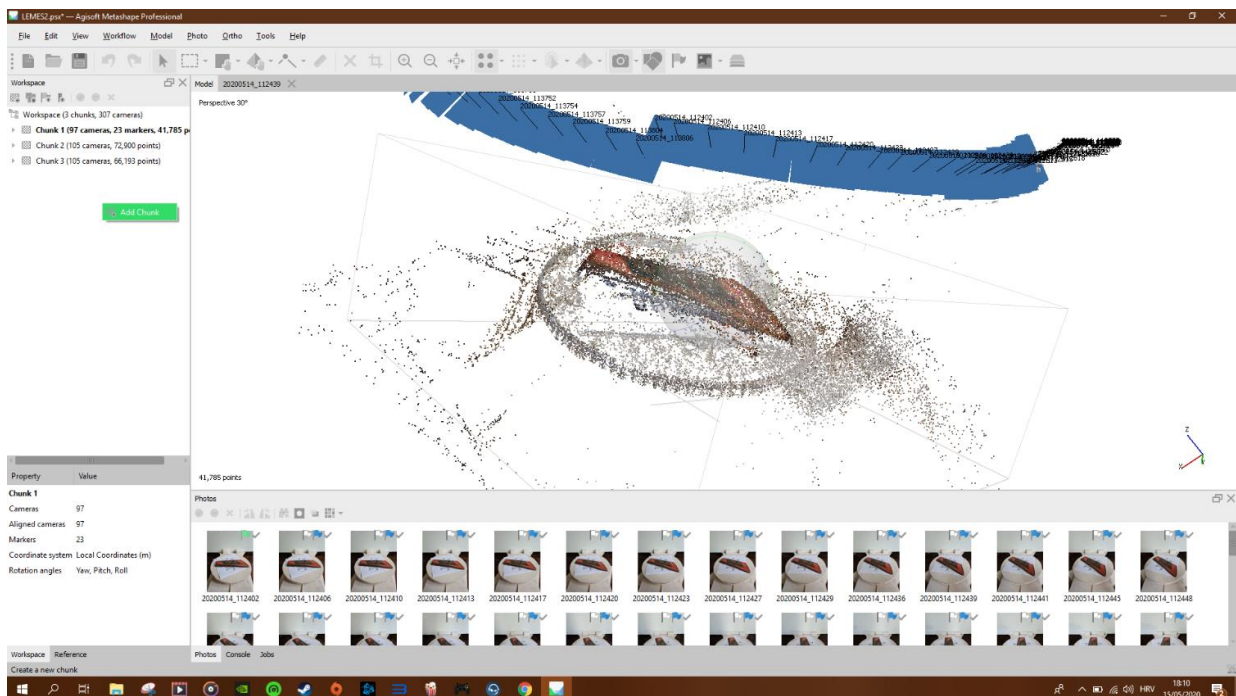 LEMES2.psx* — Agisoft Metashape Professional
File Edit View Workflow Model Photo Ortho Tools Help
Workspace
Workspace (3 chunks, 307 cameras)
Chunk 1 (97 cameras, 23 markers, 41,785 p
Chunk 2 (105 cameras, 72,900 points)
Chunk 3 (105 cameras, 66,193 points)
Add Chunk
Property Value
Chunk 1
Cameras 97
Aligned cameras 97
Markers 23
Coordinate system Local Coordinates (m)
Rotation angles Yaw, Pitch, Roll
Workspace Reference
Create a new chunk
Model 20200514_112439
Perspective 30°
20200514_113752
20200514_113754
20200514_113757
20200514_113759
20200514_112402
20200514_112406
20200514_112410
20200514_112413
20200514_112417
Z
X
41,785 points
Photos
20200514_112402 20200514_112406 20200514_112410 20200514_112413 20200514_112417 20200514_112420 20200514_112423 20200514_112427 20200514_112429 20200514_112436 20200514_112439 20200514_112441 20200514_112445 20200514_112448
Photos Console Jobs
HRV
18:10
15/05/2020